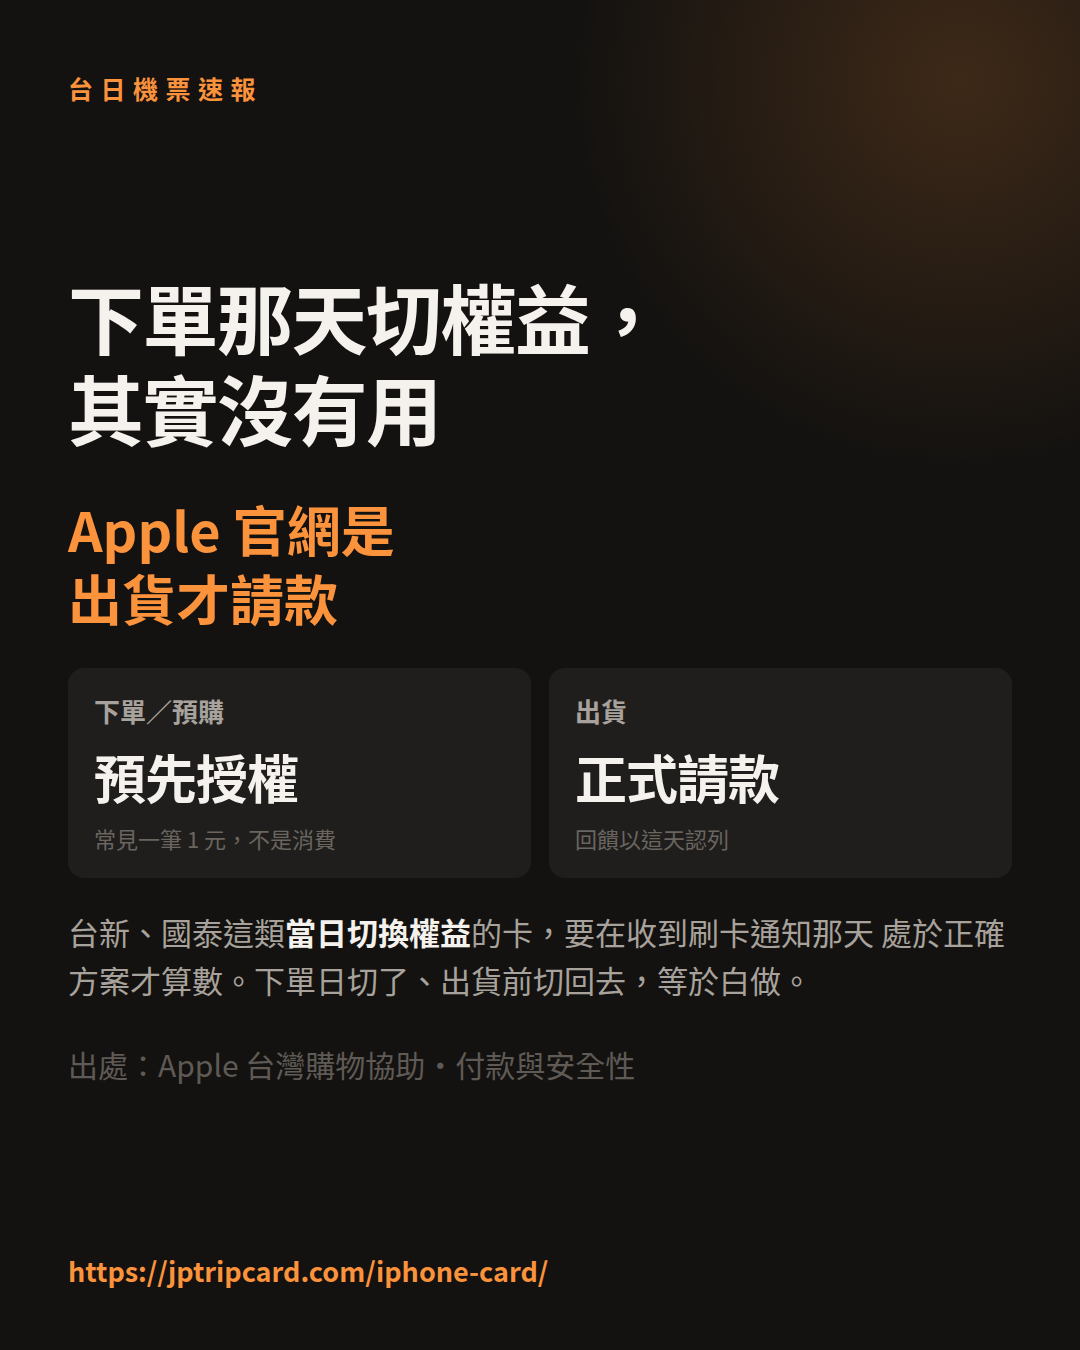 台日機票速報
下單那天切權益，
其實沒有用
Apple 官網是
出貨才請款
下單／預購
預先授權
常見一筆 1 元，不是消費
出貨
正式請款
回饋以這天認列
台新、國泰這類當日切換權益的卡，要在收到刷卡通知那天 處於正確
方案才算數。下單日切了、出貨前切回去，等於白做。
出處：Apple 台灣購物協助・付款與安全性
https://jptripcard.com/iphone-card/